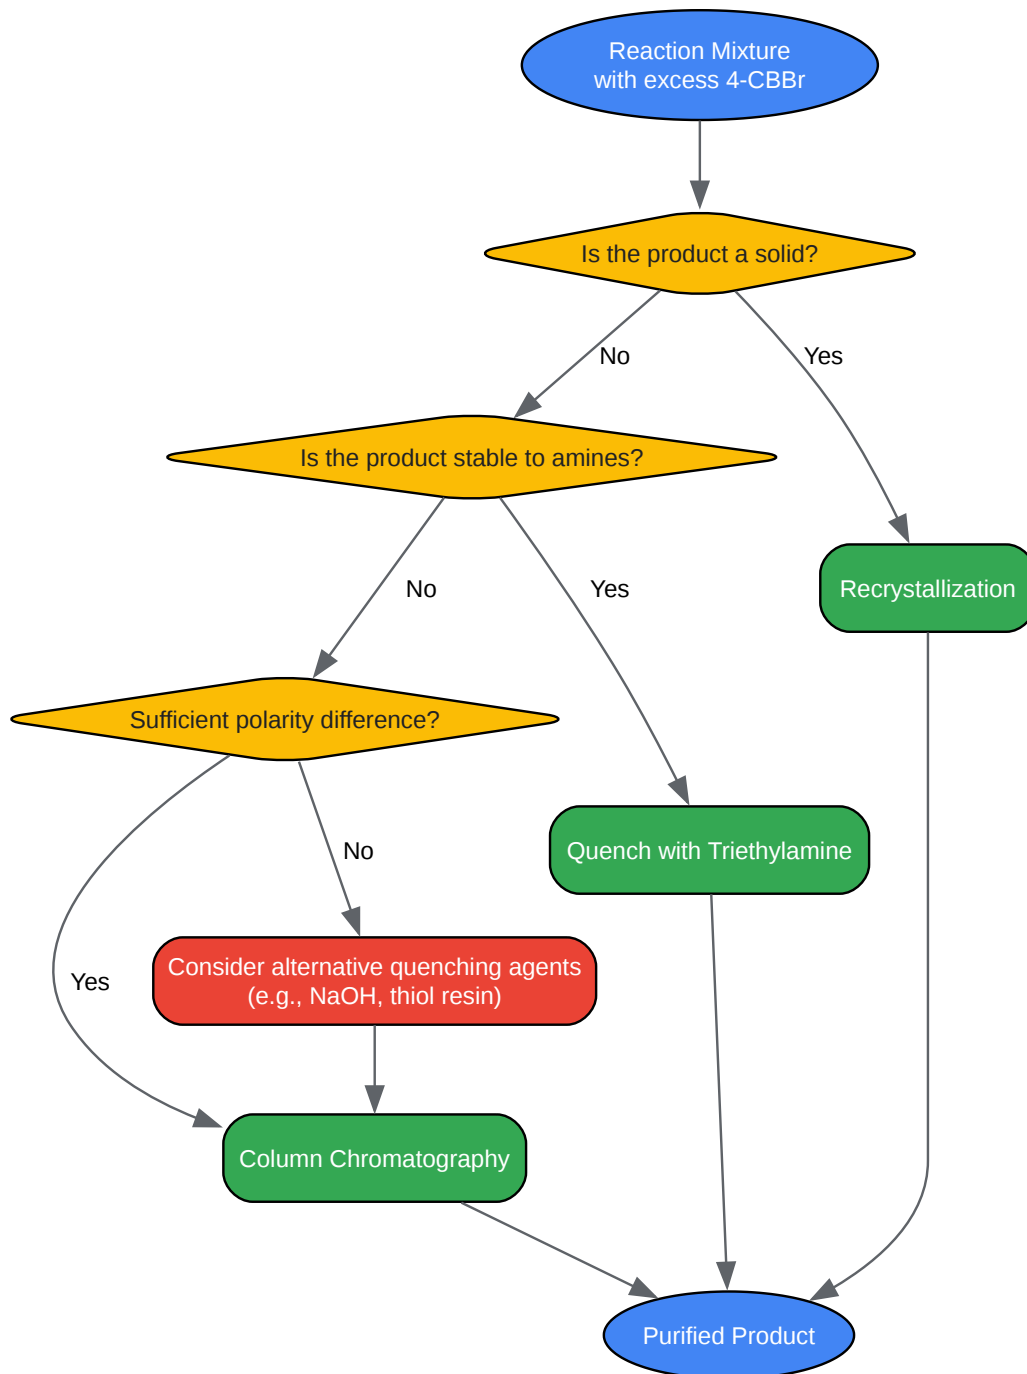 Reaction Mixture
with excess 4-CBBr
Is the product a solid?
No
Yes
Is the product stable to amines?
No
Yes
Recrystallization
Sufficient polarity difference?
Quench with Triethylamine
No
Yes
Consider alternative quenching agents
(e.g., NaOH, thiol resin)
Column Chromatography
Purified Product